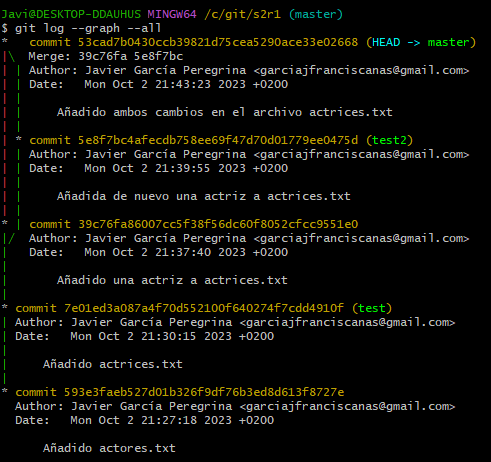 Javi@DESKTOP-DDAUHUS MINGW64 /c/git/s2r1 (master)
$ git log --graph --all
*   commit 53cad7b0430ccb39821d75cea5290ace33e02668 (HEAD -> master)
|\  Merge: 39c76fa 5e8f7bc
| | Author: Javier García Peregrina <garciajfranciscanas@gmail.com>
| | Date:   Mon Oct 2 21:43:23 2023 +0200
| |
| |     Añadido ambos cambios en el archivo actrices.txt
| |
| * commit 5e8f7bc4afecdb758ee69f47d70d01779ee0475d (test2)
| | Author: Javier García Peregrina <garciajfranciscanas@gmail.com>
| | Date:   Mon Oct 2 21:39:55 2023 +0200
| |
| |     Añadida de nuevo una actriz a actrices.txt
| |
* | commit 39c76fa86007cc5f38f56dc60f8052cfcc9551e0
|/  Author: Javier García Peregrina <garciajfranciscanas@gmail.com>
|   Date:   Mon Oct 2 21:37:40 2023 +0200
|
|       Añadido una actriz a actrices.txt
|
* commit 7e01ed3a087a4f70d552100f640274f7cdd4910f (test)
| Author: Javier García Peregrina <garciajfranciscanas@gmail.com>
| Date:   Mon Oct 2 21:30:15 2023 +0200
|
|     Añadido actrices.txt
|
* commit 593e3faeb527d01b326f9df76b3ed8d613f8727e
  Author: Javier García Peregrina <garciajfranciscanas@gmail.com>
  Date:   Mon Oct 2 21:27:18 2023 +0200

      Añadido actores.txt